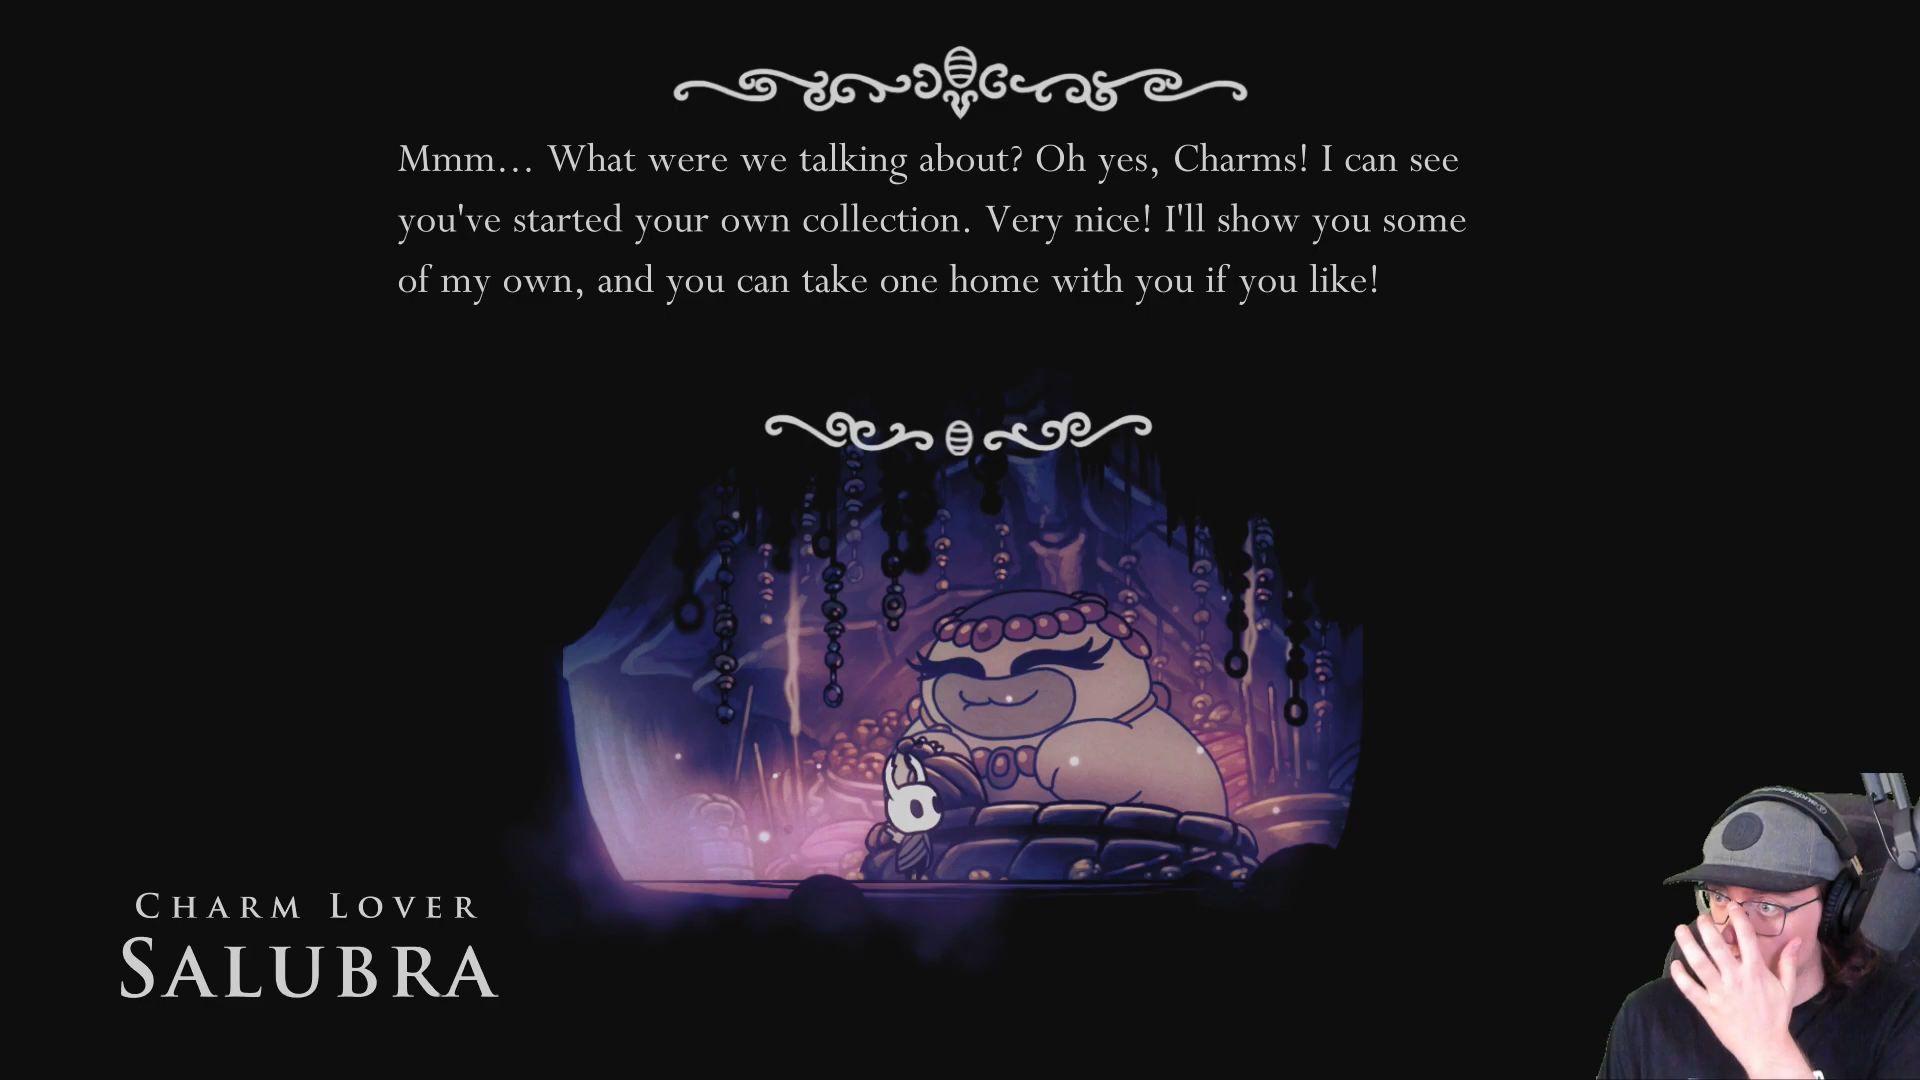 Mmm... What were we talking about? Oh yes, Charms! I can see
you've started your own collection. Very nice! I'll show you some
of my own, and you can take one home with you if you like!
CHARM LOVER
SALUBRA